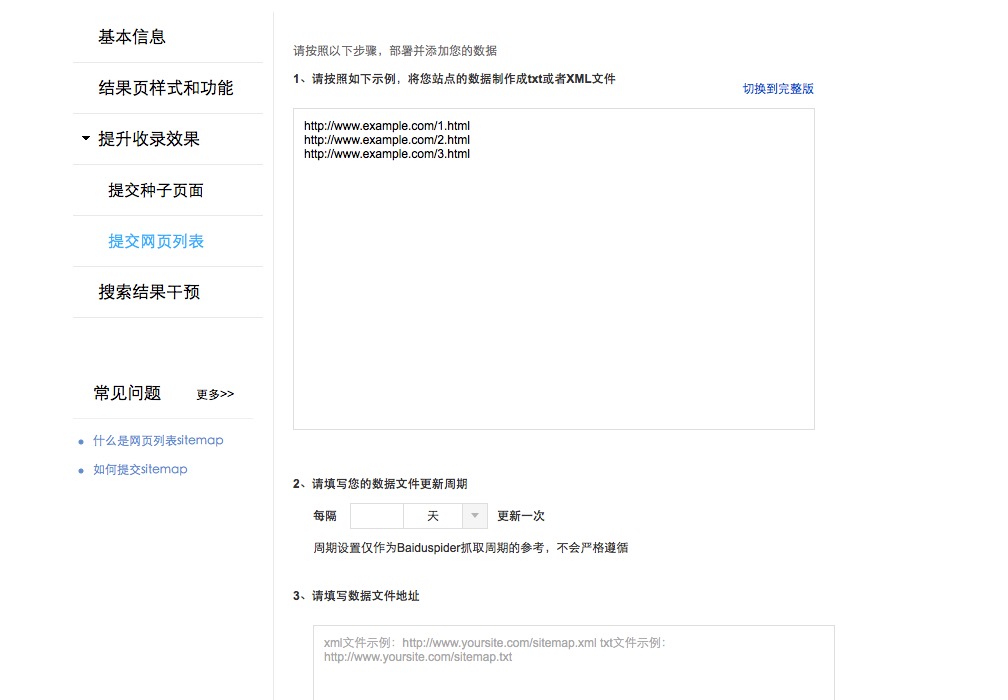 基本信息
结果页样式和功能
提升收录效果
提交种子页面
提交网页列表
搜索结果干预
常见问题 更多>>
什么是网页列表sitemap
如何提交sitemap
请按照以下步骤，部署并添加您的数据
1、请按照如下示例，将您站点的数据制作成txt或者XML文件
切换到完整版
http://www.example.com/1.html
http://www.example.com/2.html
http://www.example.com/3.html
2、请填写您的数据文件更新周期
每隔 天 更新一次
周期设置仅作为Baiduspider抓取周期的参考，不会严格遵循
3、请填写数据文件地址
xml文件示例：http://www.yoursite.com/sitemap.xml txt文件示例：
http://www.yoursite.com/sitemap.txt